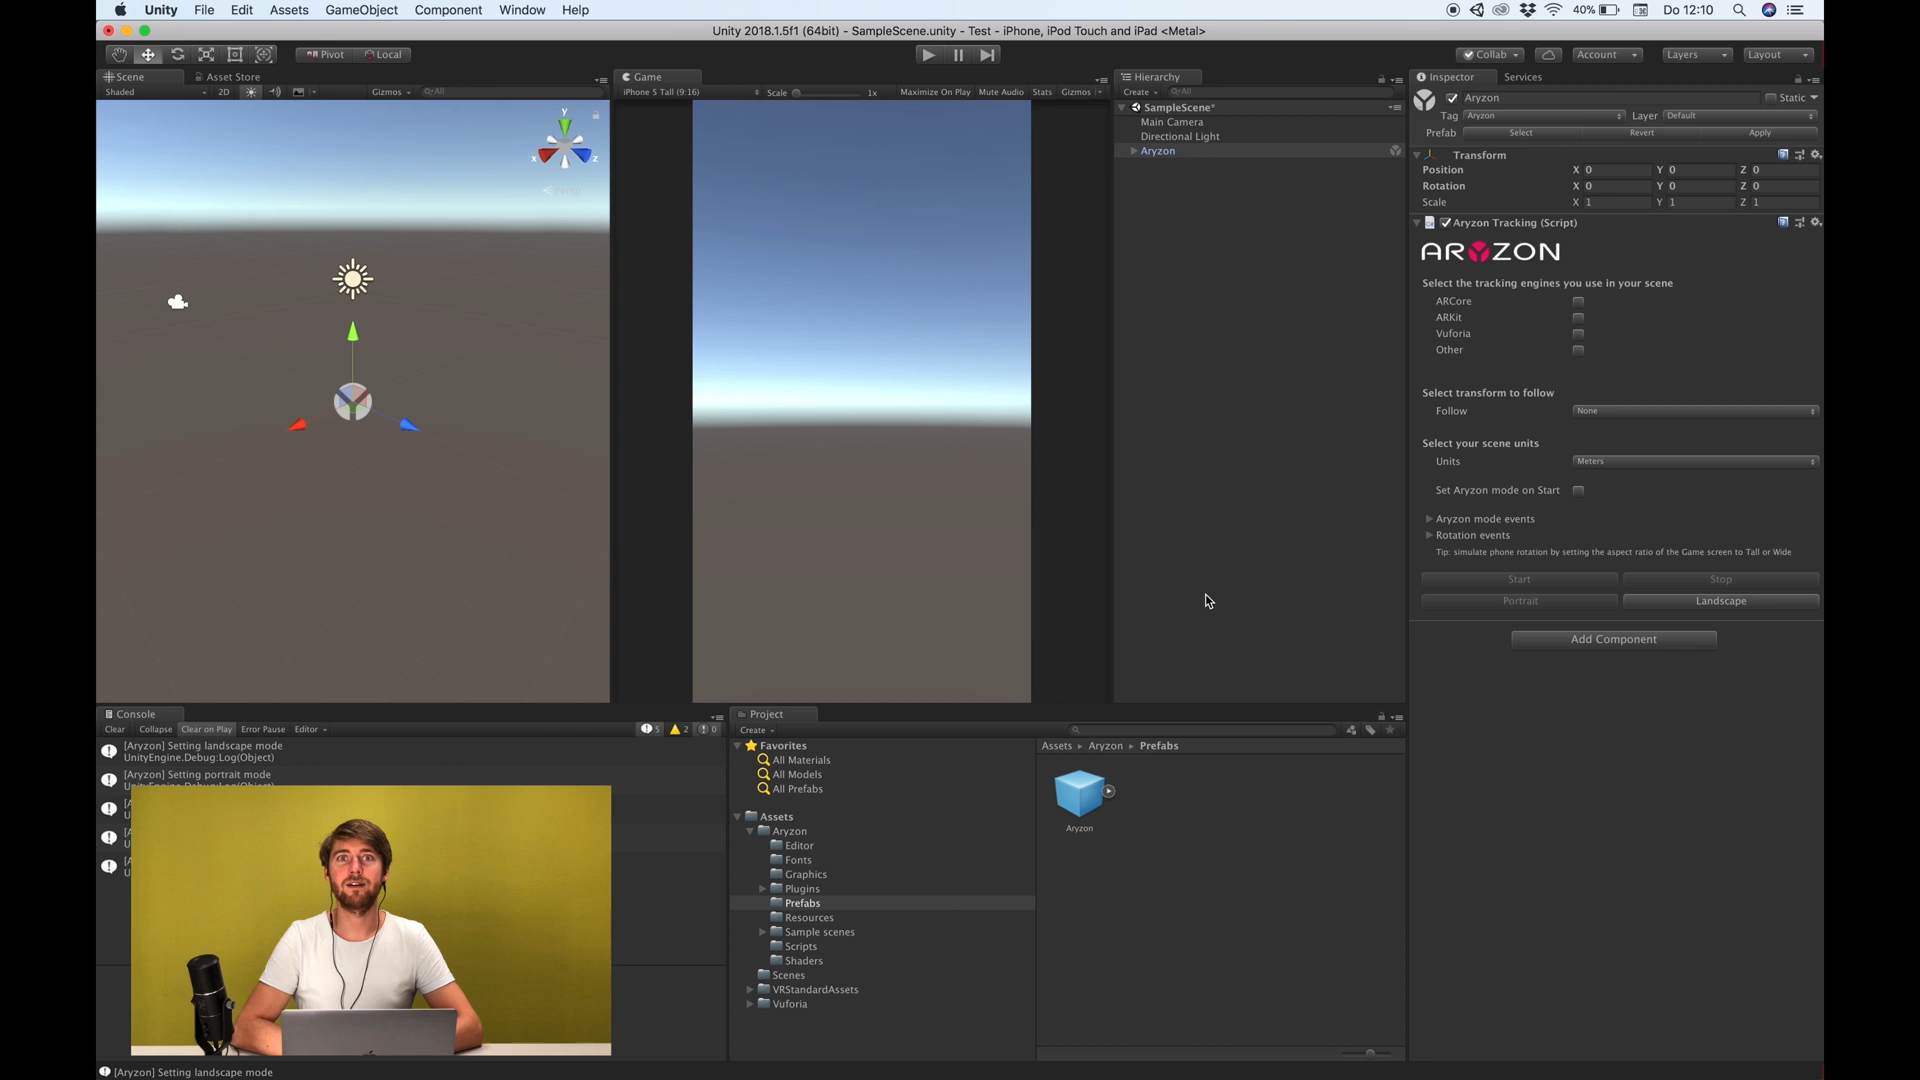 Unity File Edit Assets GameObject Component Window Help 40% Do 12:10
Unity 2018.1.5f1 (64bit) - SampleScene.unity - Test - iPhone, iPod Touch and iPad <Metal>
Pivot Local Collab Account Layers Layout
Scene Asset Store
Shaded 2D Gizmos All
y
x z
Persp
Game
iPhone 5 Tall (9:16) Scale 1x Maximize On Play Mute Audio Stats Gizmos
Hierarchy
Create All
SampleScene*
Main Camera
Directional Light
Aryzon
Inspector Services
Aryzon Static
Tag Aryzon Layer Default
Prefab Select Revert Apply
Transform
Position X 0 Y 0 Z 0
Rotation X 0 Y 0 Z 0
Scale X 1 Y 1 Z 1
Aryzon Tracking (Script)
ARYZON
Select the tracking engines you use in your scene
ARCore
ARKit
Vuforia
Other
Select transform to follow
Follow None
Select your scene units
Units Meters
Set Aryzon mode on Start
Aryzon mode events
Rotation events
Tip: simulate phone rotation by setting the aspect ratio of the Game screen to Tall or Wide
Start Stop
Portrait Landscape
Add Component
Console
Clear Collapse Clear on Play Error Pause Editor 5 2 0
[Aryzon] Setting landscape mode
UnityEngine.Debug:Log(Object)
[Aryzon] Setting portrait mode
UnityEngine.Debug:Log(Object)
Project
Create
Favorites
All Materials
All Models
All Prefabs
Assets
Aryzon
Editor
Fonts
Graphics
Plugins
Prefabs
Resources
Sample scenes
Scripts
Shaders
Scenes
VRStandardAssets
Vuforia
Assets Aryzon Prefabs
Aryzon
[Aryzon] Setting landscape mode